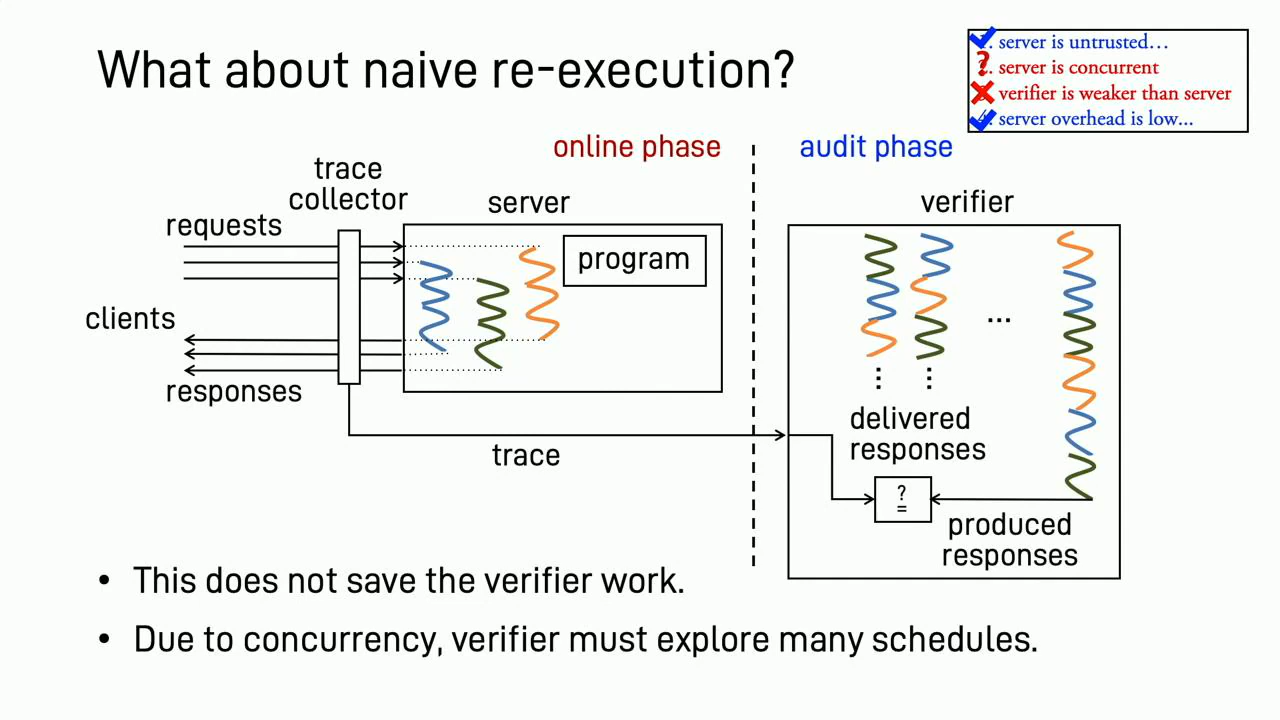 What about naive re-execution?
server is untrusted…
server is concurrent
verifier is weaker than server
server overhead is low...
online phase
audit phase
trace
collector
server
verifier
requests
program
clients
...
responses
delivered
responses
trace
?
=
produced
responses
• This does not save the verifier work.
• Due to concurrency, verifier must explore many schedules.